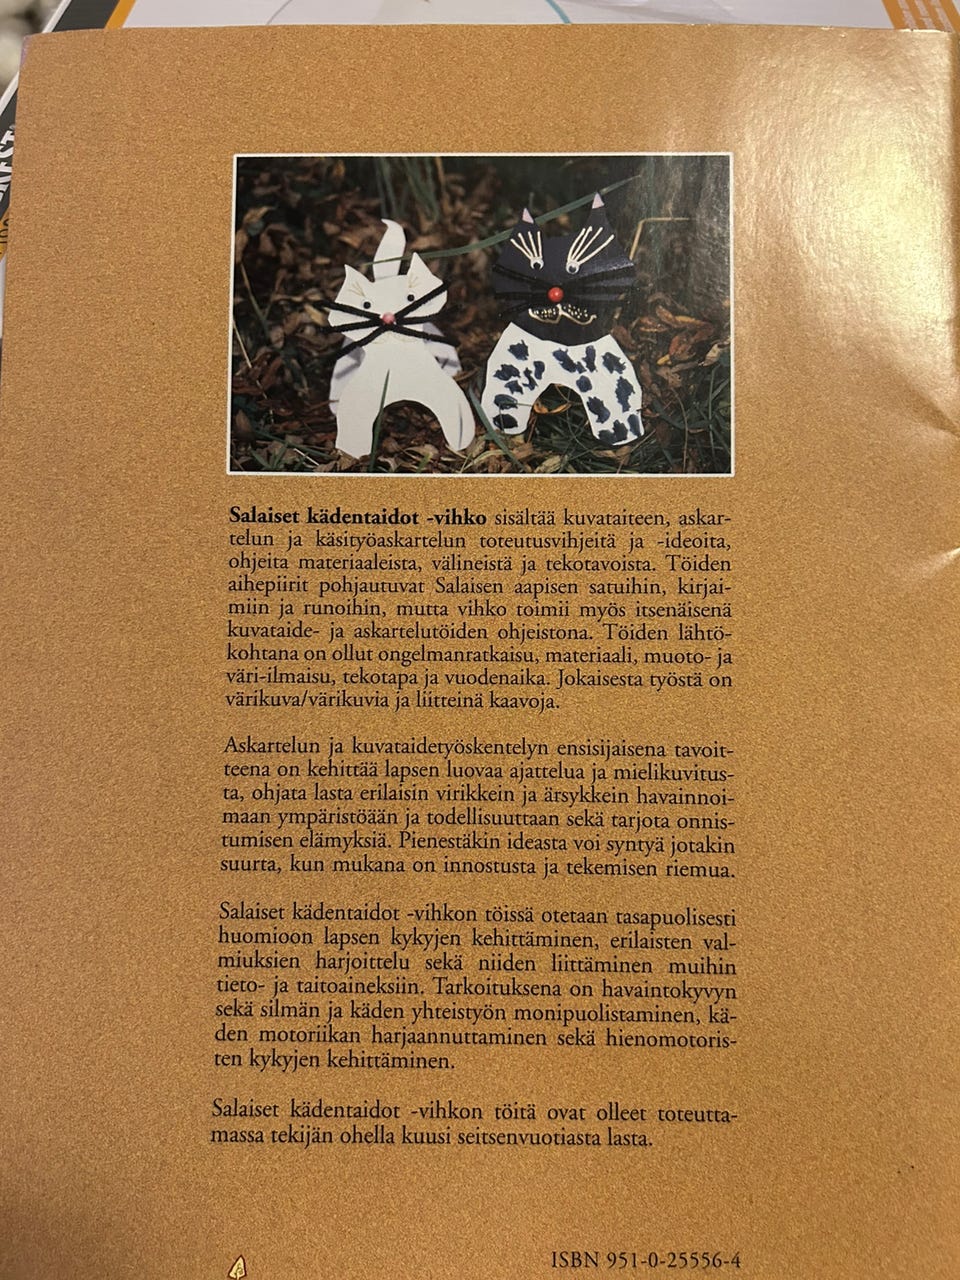 Salaiset kädentaidot -vihko sisältää kuvataiteen, askar-
telun ja käsityöaskartelun toteutusvihjeitä ja -ideoita,
ohjeita materiaaleista, välineistä ja tekotavoista. Töiden
aihepiirit pohjautuvat Salaisen aapisen satuihin, kirjai-
miin ja runoihin, mutta vihko toimii myös itsenäisenä
kuvataide- ja askartelutöiden ohjeistona. Töiden lähtö-
kohtana on ollut ongelmanratkaisu, materiaali, muoto- ja
väri-ilmaisu, tekotapa ja vuodenaika. Jokaisesta työstä on
värikuva/värikuvia ja liitteinä kaavoja.
Askartelun ja kuvataidetyöskentelyn ensisijaisena tavoit-
teena on kehittää lapsen luovaa ajattelua ja mielikuvitus-
ta, ohjata lasta erilaisin virikkein ja ärsykkein havainnoi-
maan ympäristöään ja todellisuuttaan sekä tarjota onnis-
tumisen elämyksiä. Pienestäkin ideasta voi syntyä jotakin
suurta, kun mukana on innostusta ja tekemisen riemua.
Salaiset kädentaidot -vihkon töissä otetaan tasapuolisesti
huomioon lapsen kykyjen kehittäminen, erilaisten val-
miuksien harjoittelu sekä niiden liittäminen muihin
tieto- ja taitoaineksiin. Tarkoituksena on havaintokyvyn
sekä silmän ja käden yhteistyön monipuolistaminen, kä-
den motoriikan harjaannuttaminen sekä hienomotoris-
ten kykyjen kehittäminen.
Salaiset kädentaidot -vihkon töitä ovat olleet toteutta-
massa tekijän ohella kuusi seitsenvuotiasta lasta.
ISBN 951-0-25556-4